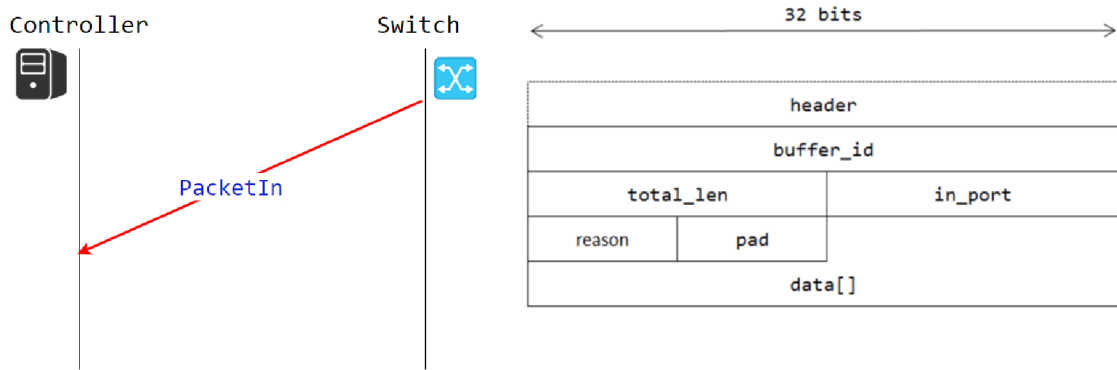 Controller
Switch
PacketIn
32 bits
header
buffer_id
total_len
in_port
reason
pad
data[]